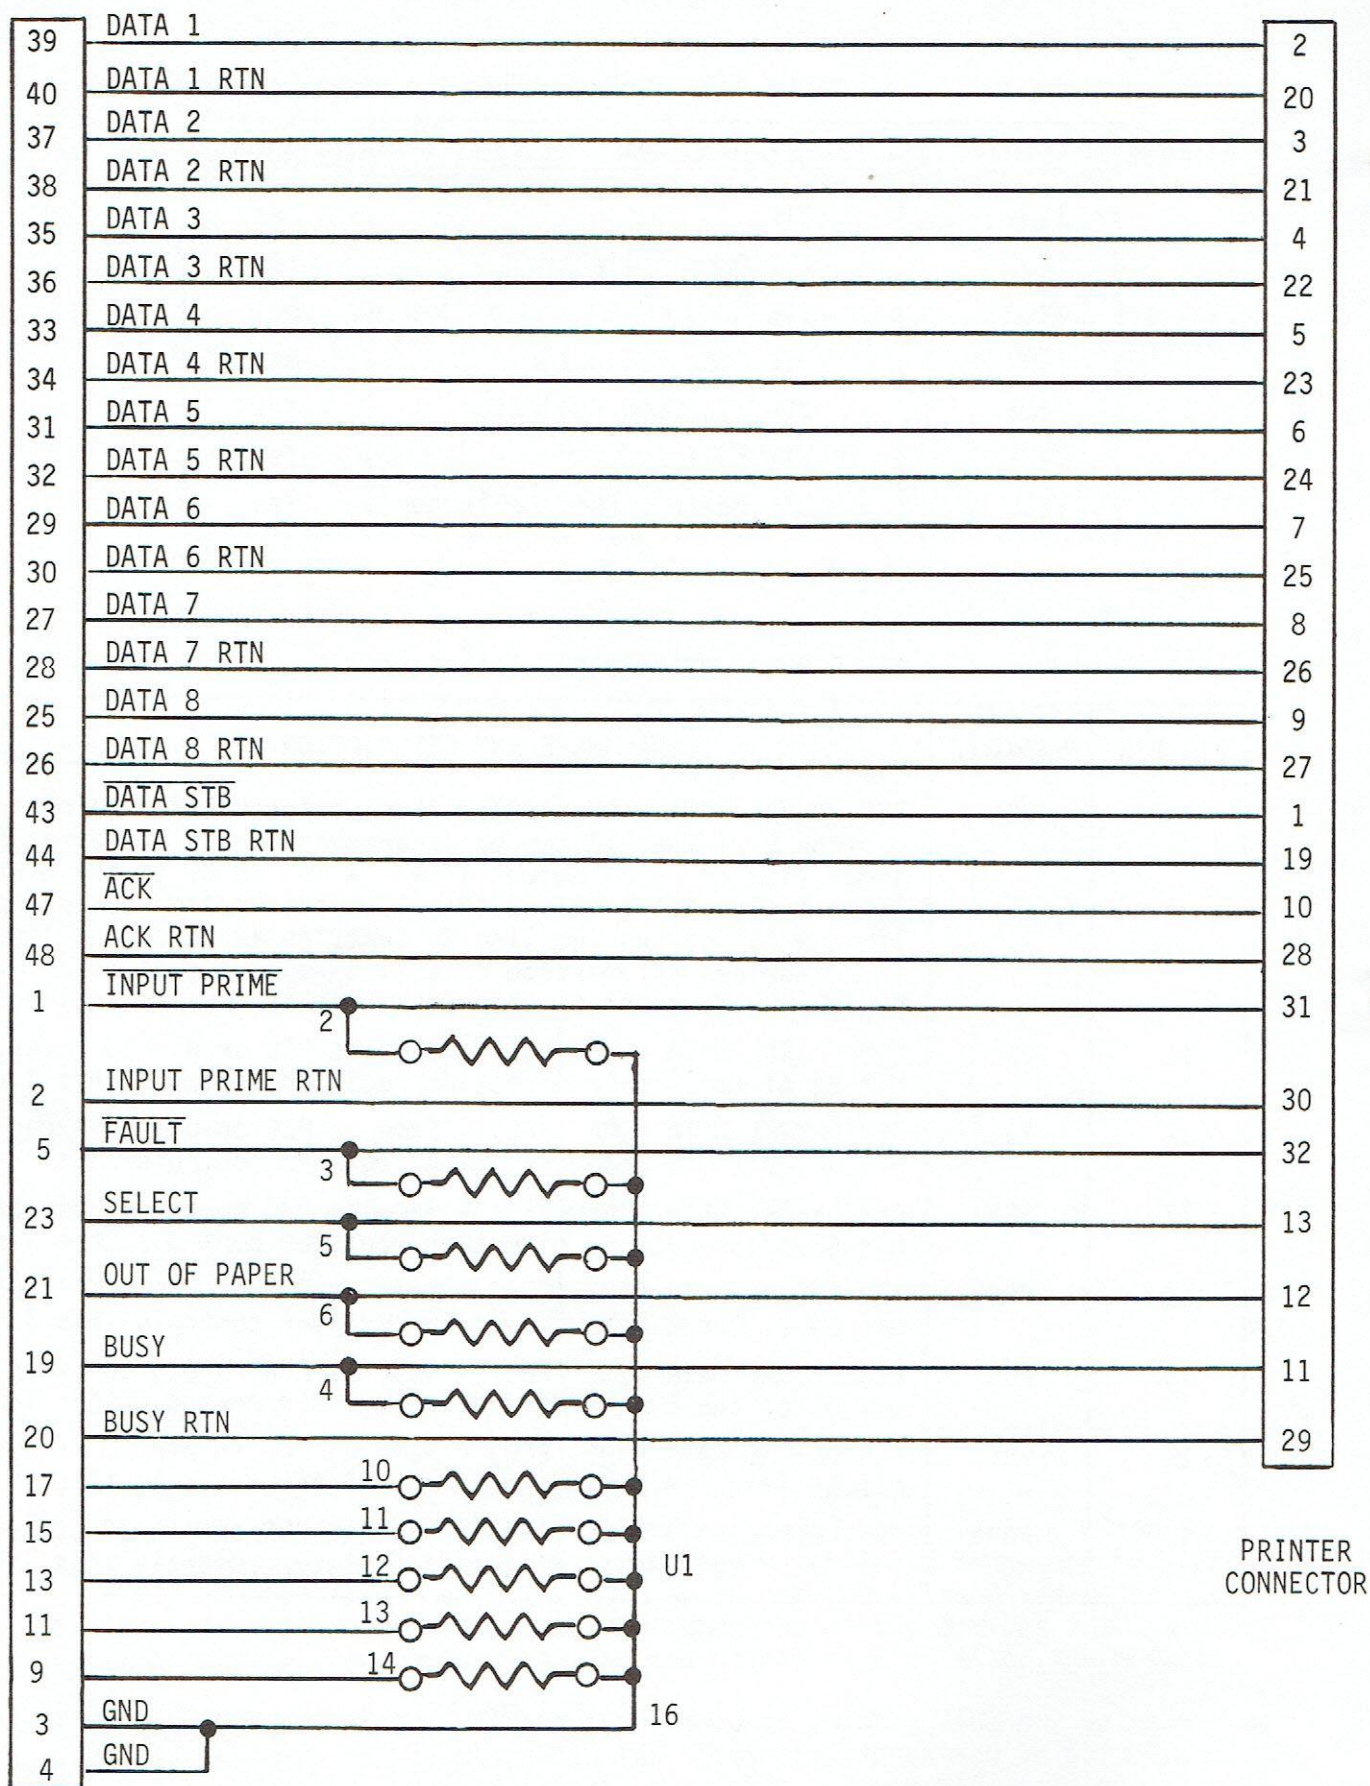 39 DATA 1 2
40 DATA 1 RTN 20
37 DATA 2 3
38 DATA 2 RTN 21
35 DATA 3 4
36 DATA 3 RTN 22
33 DATA 4 5
34 DATA 4 RTN 23
31 DATA 5 6
32 DATA 5 RTN 24
29 DATA 6 7
30 DATA 6 RTN 25
27 DATA 7 8
28 DATA 7 RTN 26
25 DATA 8 9
26 DATA 8 RTN 27
43 DATA STB 1
44 DATA STB RTN 19
47 ACK 10
48 ACK RTN 28
1 INPUT PRIME 31
2
2 INPUT PRIME RTN 30
5 FAULT 32
3
23 SELECT 13
5
21 OUT OF PAPER 12
6
19 BUSY 11
4
20 BUSY RTN 29
17 10
15 11
13 12 U1
11 13
9 14
3 GND 16
4 GND
PRINTER
CONNECTOR